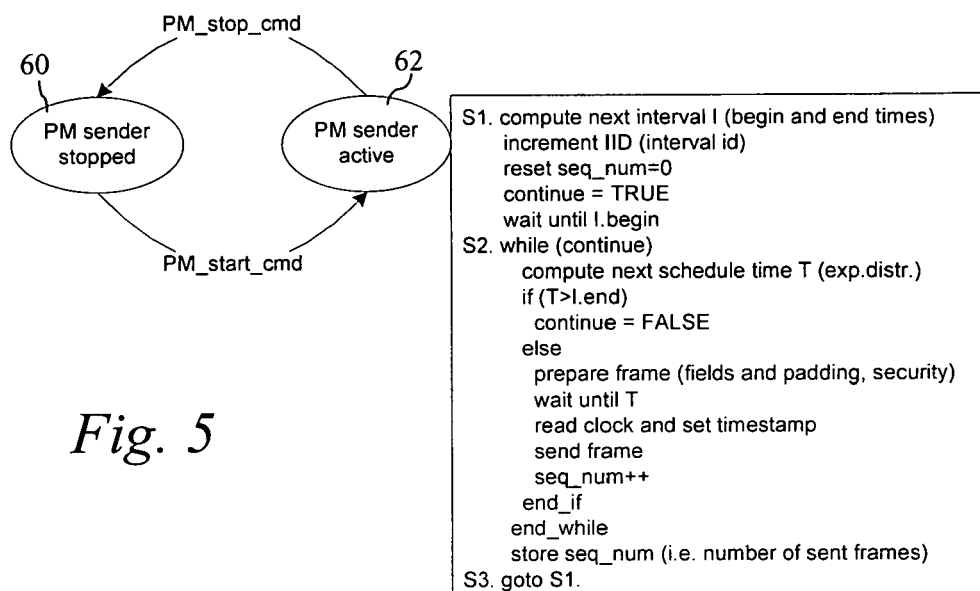 PM_stop_cmd
60
62
PM sender
stopped
PM sender
active
PM_start_cmd
S1. compute next interval I (begin and end times)
increment IID (interval id)
reset seq_num=0
continue = TRUE
wait until I.begin
S2. while (continue)
compute next schedule time T (exp.distr.)
if (T>I.end)
continue = FALSE
else
prepare frame (fields and padding, security)
wait until T
read clock and set timestamp
send frame
seq_num++
end_if
end_while
store seq_num (i.e. number of sent frames)
S3. goto S1.
Fig. 5